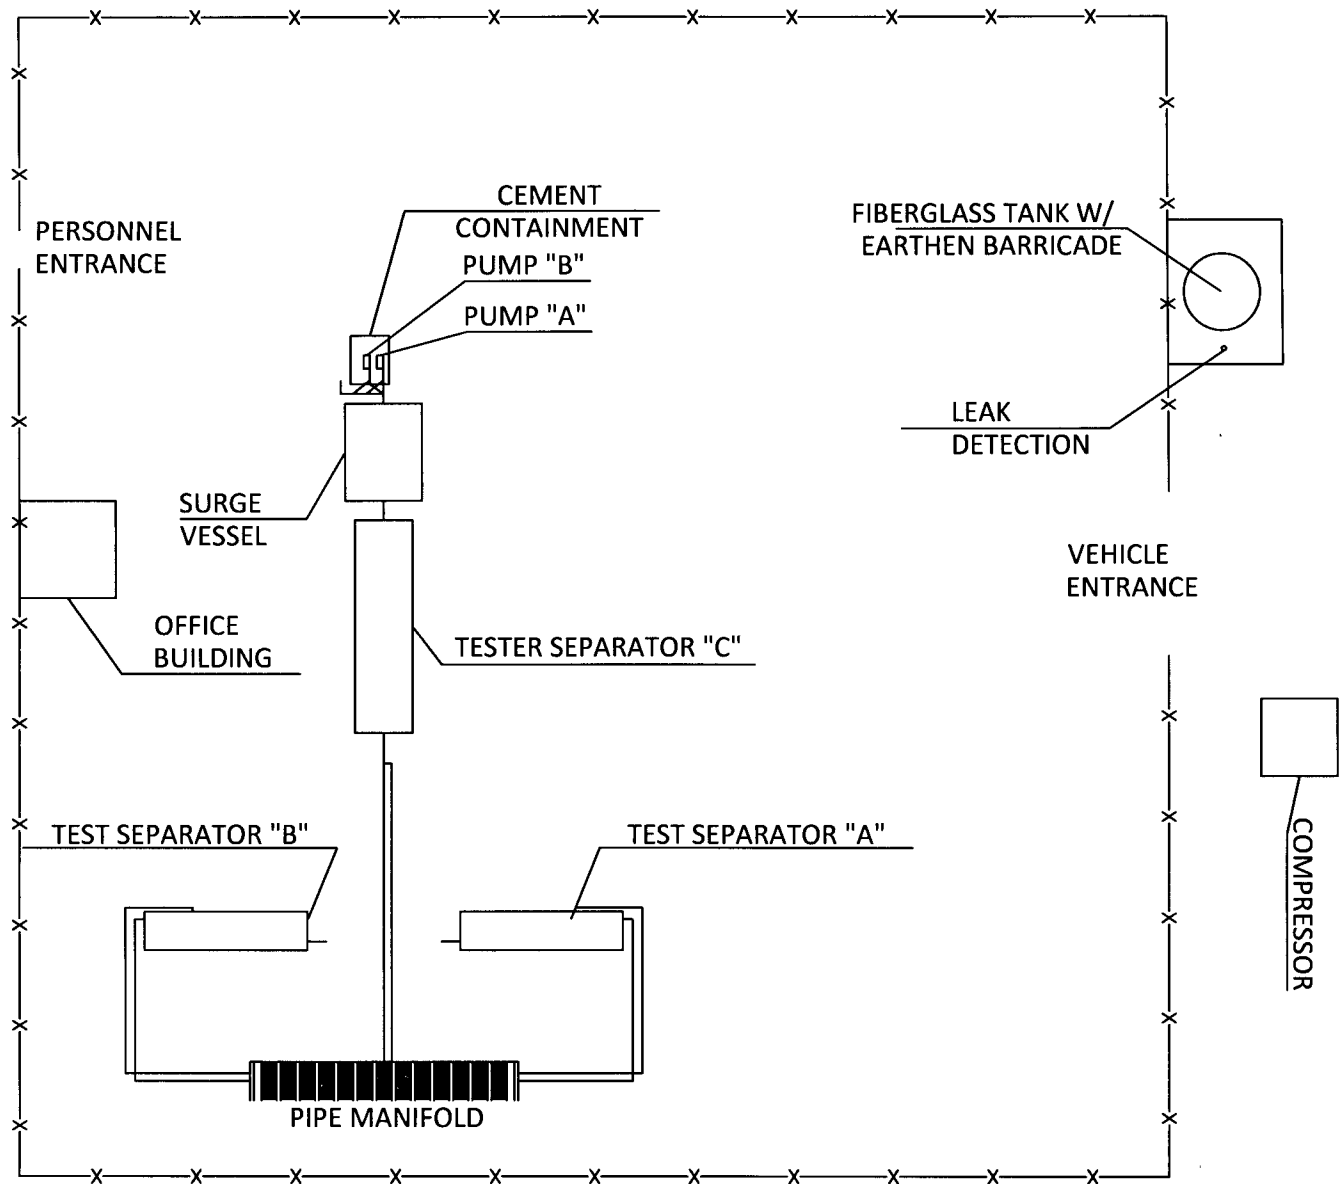 CEMENT
CONTAINMENT
PERSONNEL
ENTRANCE
FIBERGLASS TANK W/
EARTHEN BARRICADE
PUMP "B"
PUMP "A"
LEAK
DETECTION
SURGE
VESSEL
VEHICLE
ENTRANCE
OFFICE
BUILDING
TESTER SEPARATOR "C"
TEST SEPARATOR "B"
TEST SEPARATOR "A"
COMPRESSOR
PIPE MANIFOLD